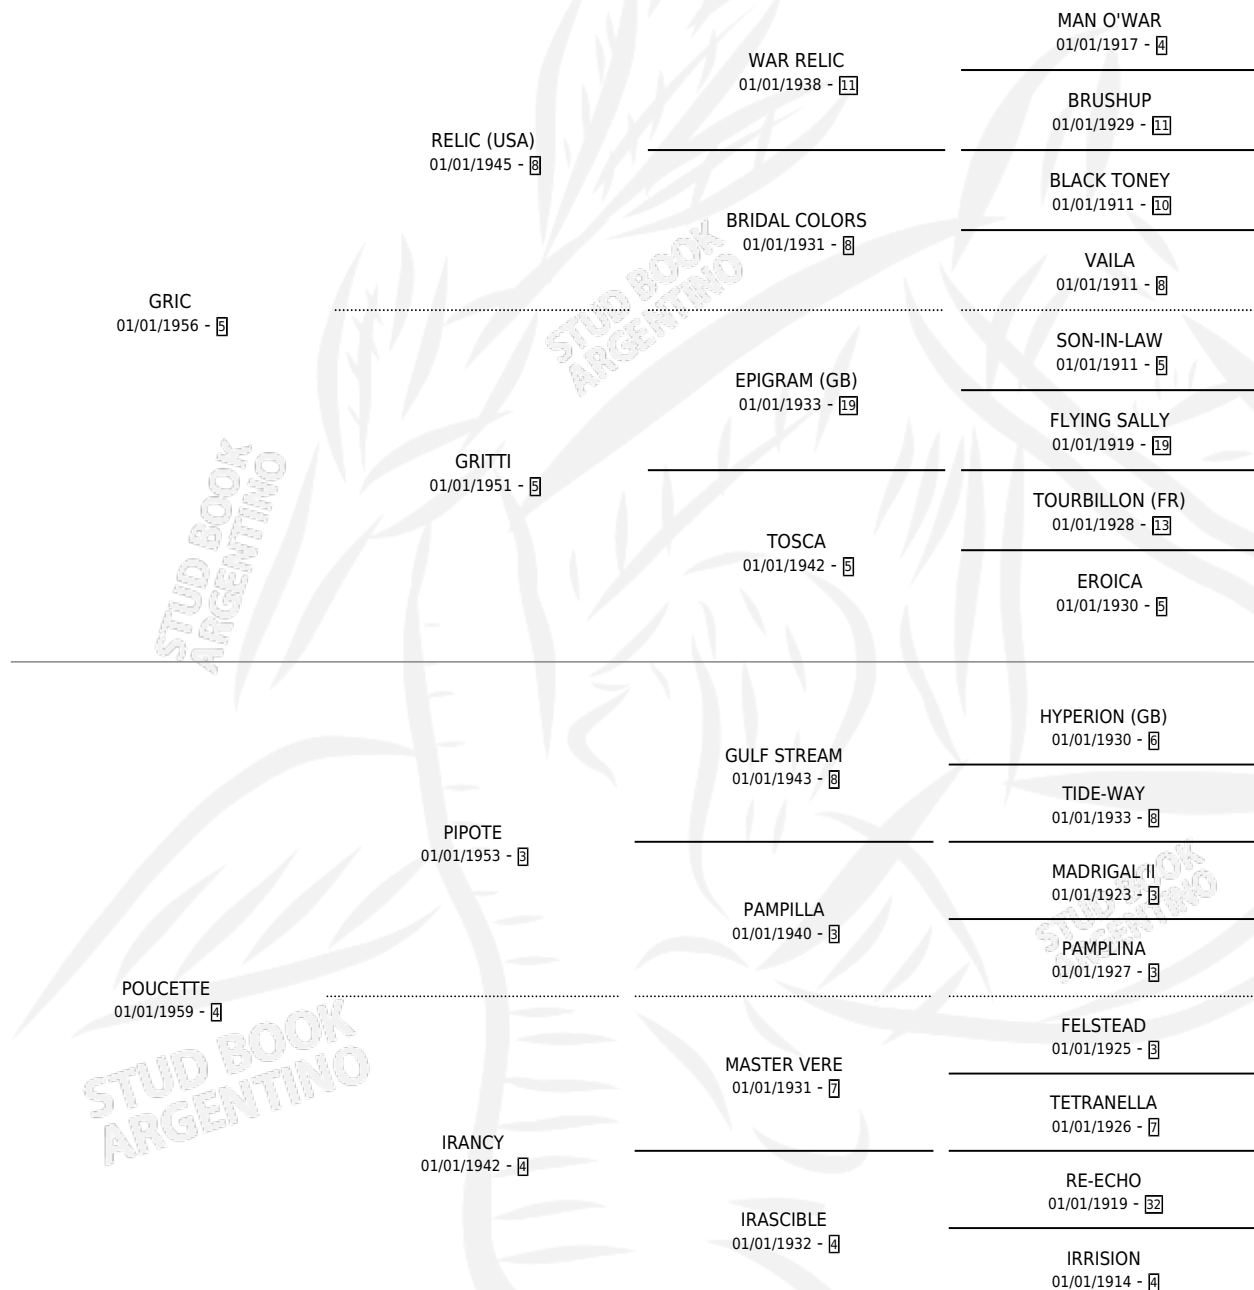 MAN O'WAR
01/01/1917 - 4
WAR RELIC
01/01/1938 - 11
BRUSHUP
01/01/1929 - 11
RELIC (USA)
01/01/1945 - 8
BLACK TONEY
01/01/1911 - 10
BRIDAL COLORS
01/01/1931 - 8
VAILA
01/01/1911 - 8
GRIC
01/01/1956 - 5
STUD BOOK
ARGENTINO
SON-IN-LAW
01/01/1911 - 5
EPIGRAM (GB)
01/01/1933 - 19
FLYING SALLY
01/01/1919 - 19
GRITTI
01/01/1951 - 5
TOURBILLON (FR)
01/01/1928 - 13
TOSCA
01/01/1942 - 5
EROICA
01/01/1930 - 5
STUD BOOK
ARGENTINO
HYPERION (GB)
01/01/1930 - 6
GULF STREAM
01/01/1943 - 8
TIDE-WAY
01/01/1933 - 8
PIPOTE
01/01/1953 - 3
MADRIGAL II
01/01/1923 - 3
PAMPILLA
01/01/1940 - 3
PAMPLINA
01/01/1927 - 3
STUD BOOK
ARGENTINO
POUCETTE
01/01/1959 - 4
FELSTEAD
01/01/1925 - 3
MASTER VERE
01/01/1931 - 7
TETRANELLA
01/01/1926 - 7
STUD BOOK
ARGENTINO
IRANCY
01/01/1942 - 4
RE-ECHO
01/01/1919 - 32
IRASCIBLE
01/01/1932 - 4
IRRISION
01/01/1914 - 4